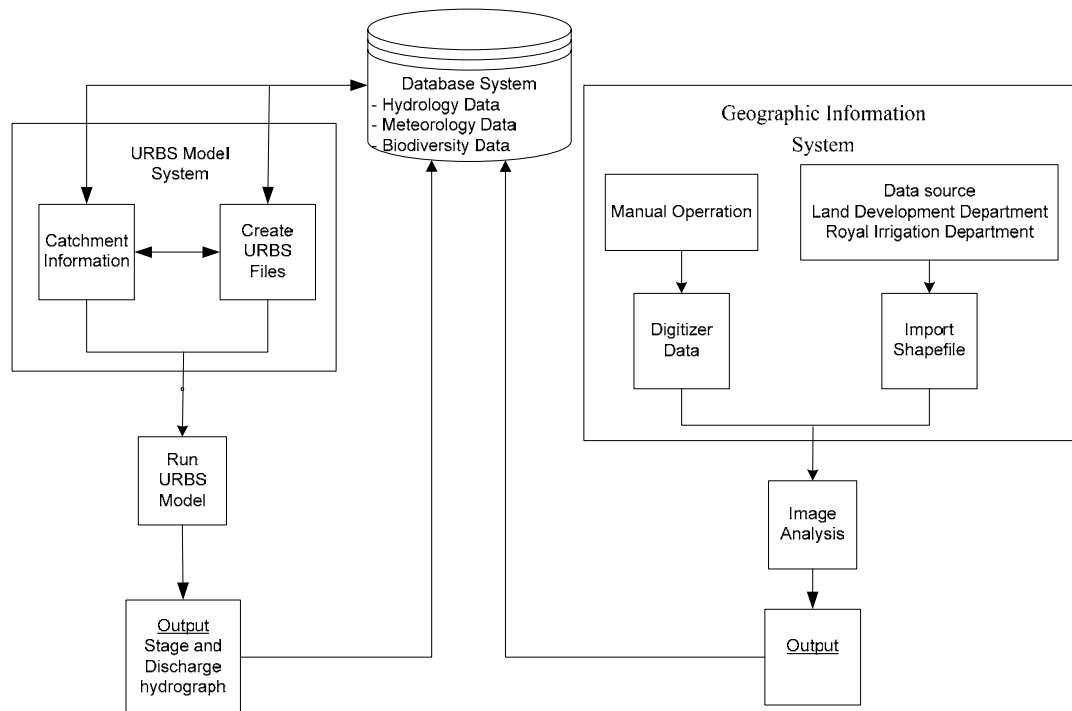 Database System
- Hydrology Data
- Meteorology Data
- Biodiversity Data
URBS Model
System
Catchment
Information
Create
URBS
Files
Run
URBS
Model
Output
Stage and
Discharge
hydrograph
Geographic Information
System
Manual Operration
Data source
Land Development Department
Royal Irrigation Department
Digitizer
Data
Import
Shapefile
Image
Analysis
Output